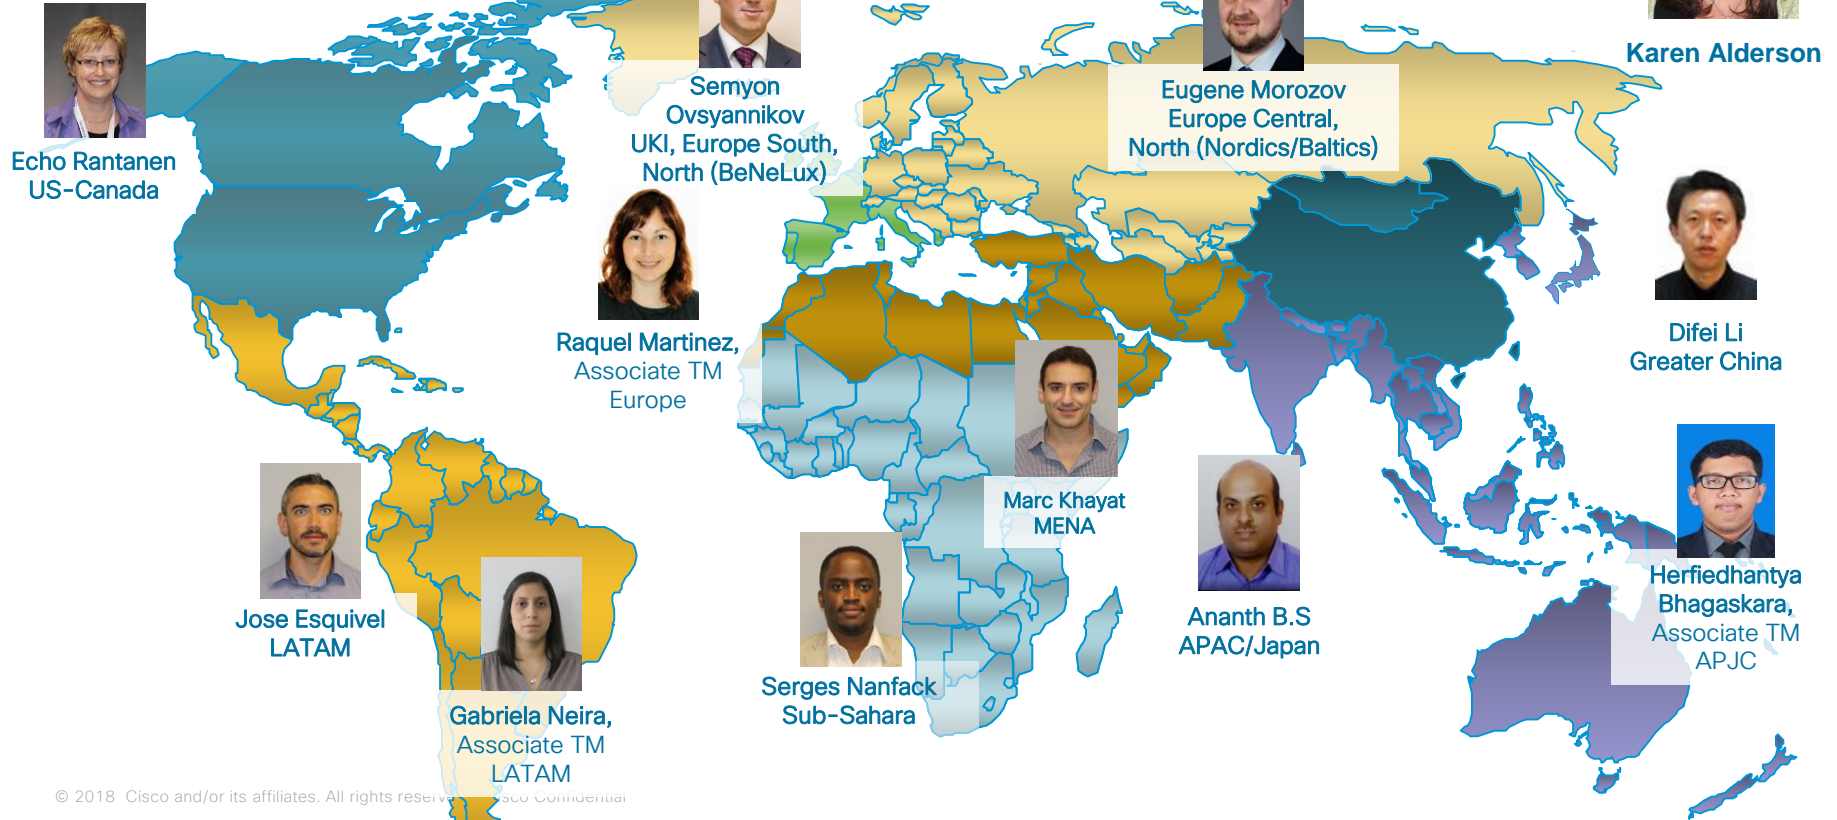 Karen Alderson
Semyon
Ovsyannikov
UKI, Europe South,
North (BeNeLux)
Eugene Morozov
Europe Central,
North (Nordics/Baltics)
Echo Rantanen
US-Canada
Raquel Martinez,
Associate TM
Europe
Difei Li
Greater China
Marc Khayat
MENA
Jose Esquivel
LATAM
Ananth B.S
APAC/Japan
Herfiedhantya
Bhagaskara,
Associate TM
APJC
Serges Nanfack
Sub-Sahara
Gabriela Neira,
Associate TM
LATAM
© 2018 Cisco and/or its affiliates. All rights Confidential